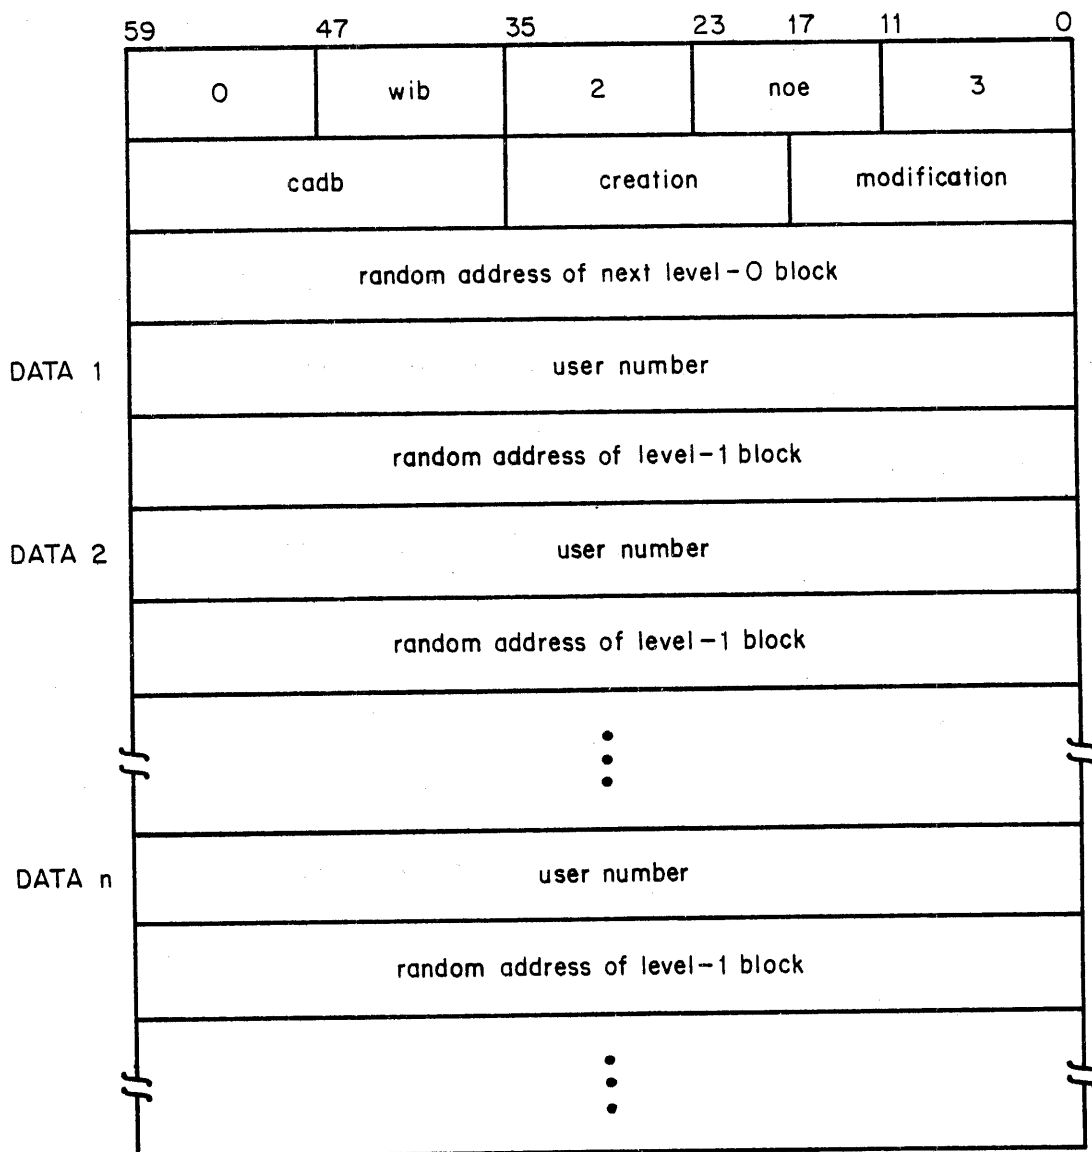 59 47 35 23 17 11 0
0 wib 2 noe 3
cadb creation modification
random address of next level-0 block
DATA 1 user number
random address of level-1 block
DATA 2 user number
random address of level-1 block
DATA n user number
random address of level-1 block